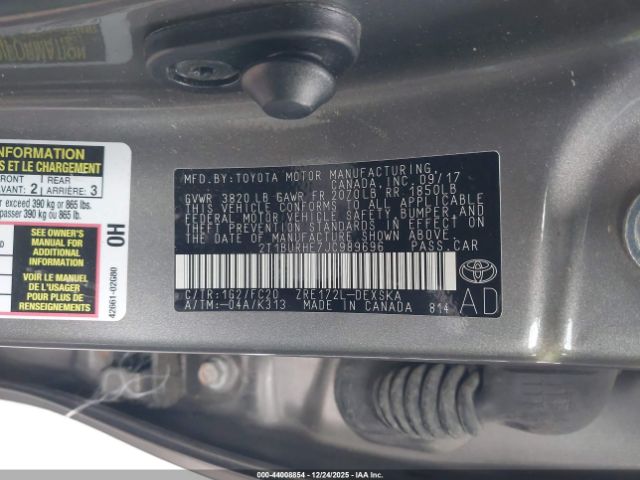 INFORMATION
S ET LE CHARGEMENT
FRONT 2 REAR 3
AVANT: ARRIÈRE:
exceed 390 kg or 865 lbs.
passer 390 kg ou 865 lb.
SEE OWNER'S
MANUAL FOR
ADDITIONAL
INFORMATION
VOIR LE MANUEL
DE L'USAGER
POUR PLUS DE
RENSEIGNEMENTS
0H
42661-02G80
MFD. BY: TOYOTA MOTOR MANUFACTURING
CANADA, INC. 09/17
GVWR 3820LB GAWR FR 2070LB RR 1850LB
THIS VEHICLE CONFORMS TO ALL APPLICABLE
FEDERAL MOTOR VEHICLE SAFETY, BUMPER, AND
THEFT PREVENTION STANDARDS IN EFFECT ON
THE DATE OF MANUFACTURE SHOWN ABOVE.
PASS.CAR
C/TR:1G2/FC20 ZRE172L-DEXSKA
A/TM:-04A/K313 MADE IN CANADA 814
TOYOTA
AD
(IMAGE) - 44008854 - 12/24/2025 - IAA Inc.